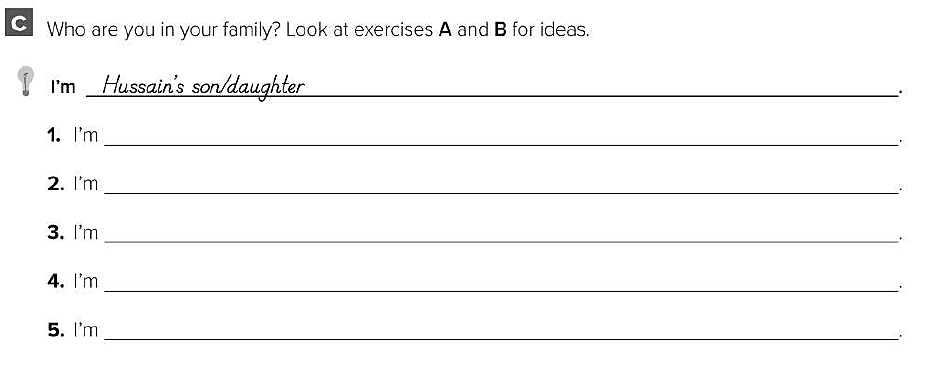 C Who are you in your family? Look at exercises A and B for ideas.
I'm Hussain's son/daughter.
1. I'm .
2. I'm .
3. I'm .
4. I'm .
5. I'm .